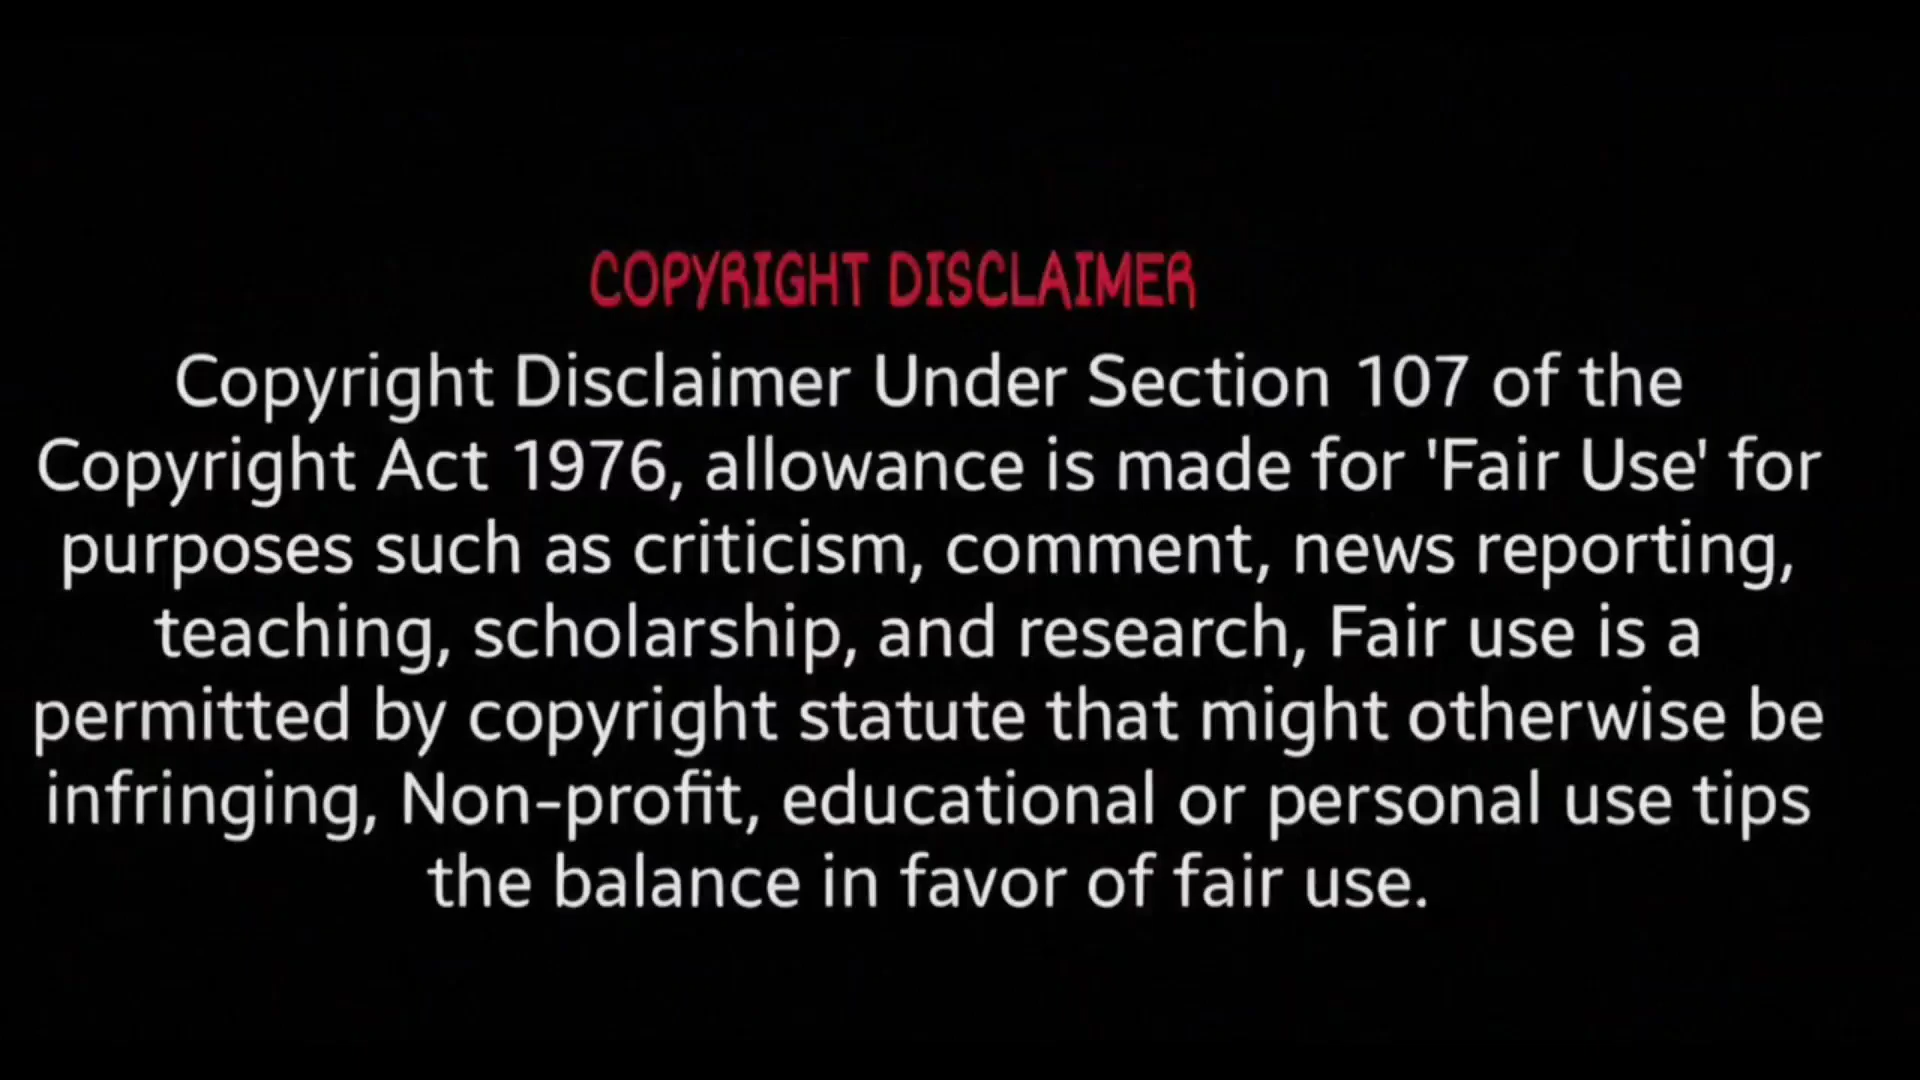 COPYRIGHT DISCLAIMER
Copyright Disclaimer Under Section 107 of the
Copyright Act 1976, allowance is made for 'Fair Use' for
purposes such as criticism, comment, news reporting,
teaching, scholarship, and research, Fair use is a
permitted by copyright statute that might otherwise be
infringing, Non-profit, educational or personal use tips
the balance in favor of fair use.